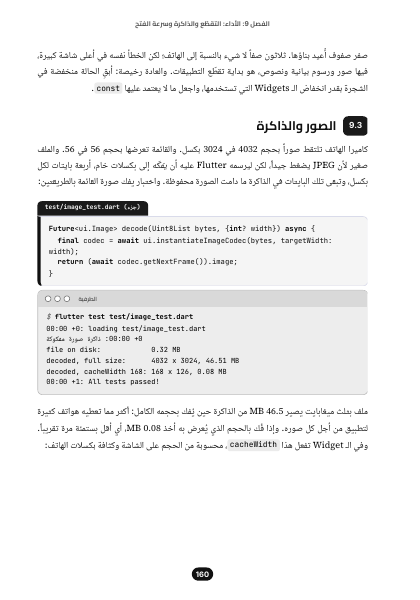 الفصل 9: الأداء: التقطّع والذاكرة وسرعة الفتح
صفر صفوف أُعيد بناؤها. ثلاثون صفاً لا شيء بالنسبة إلى الهاتف؛ لكن الخطأ نفسه في أعلى شاشة كبيرة،
فيها صور ورسوم بيانية ونصوص، هو بداية تقطّع التطبيقات. والعادة رخيصة: أبقِ الحالة منخفضة في
الشجرة بقدر انخفاض الـ Widgets التي تستخدمها، واجعل ما لا يعتمد عليها const.
9.3 الصور والذاكرة
كاميرا الهاتف تلتقط صوراً بحجم 4032 في 3024 بكسل. والقائمة تعرضها بحجم 56 في 56. والملف
صغير لأن JPEG يضغط جيداً، لكن ليرسمه Flutter عليه أن يفكّه إلى بكسلات خام، أربعة بايتات لكل
بكسل، وتبقى تلك البايتات في الذاكرة ما دامت الصورة محفوظة. واختبار يفك صورة القائمة بالطريقتين:
test/image_test.dart (جزء)
Future<ui.Image> decode(Uint8List bytes, {int? width}) async {
final codec = await ui.instantiateImageCodec(bytes, targetWidth:
width);
return (await codec.getNextFrame()).image;
}
الطرفية
$ flutter test test/image_test.dart
00:00 +0: loading test/image_test.dart
00:00 +0: ذاكرة صورة مفكوكة
file on disk: 0.32 MB
decoded, full size: 4032 x 3024, 46.51 MB
decoded, cacheWidth 168: 168 x 126, 0.08 MB
00:00 +1: All tests passed!
ملف بثلث ميغابايت يصير 46.5 MB من الذاكرة حين يُفك بحجمه الكامل: أكثر مما تعطيه هواتف كثيرة
لتطبيق من أجل كل صوره. وإذا فُك بالحجم الذي يُعرض به أخذ 0.08 MB، أي أقل بستمئة مرة تقريباً.
وفي الـ Widget تفعل هذا cacheWidth، محسوبة من الحجم على الشاشة وكثافة بكسلات الهاتف:
160